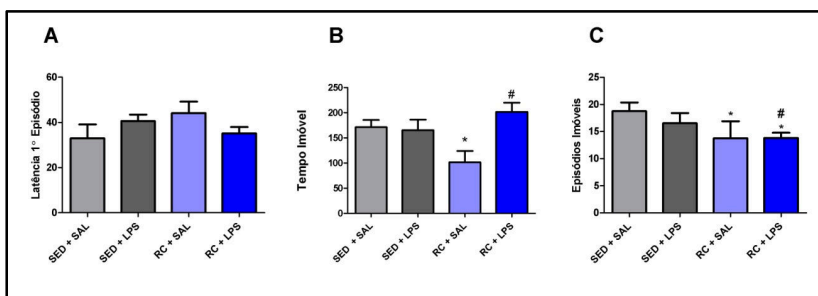 A
Latência 1° Episódio
60
40
20
0
SED + SAL
SED + LPS
RC + SAL
RC + LPS
B
Tempo Imóvel
250
200
150
100
50
0
*
#
SED + SAL
SED + LPS
RC + SAL
RC + LPS
C
Episódios Imóveis
25
20
15
10
5
0
*
#
*
SED + SAL
SED + LPS
RC + SAL
RC + LPS